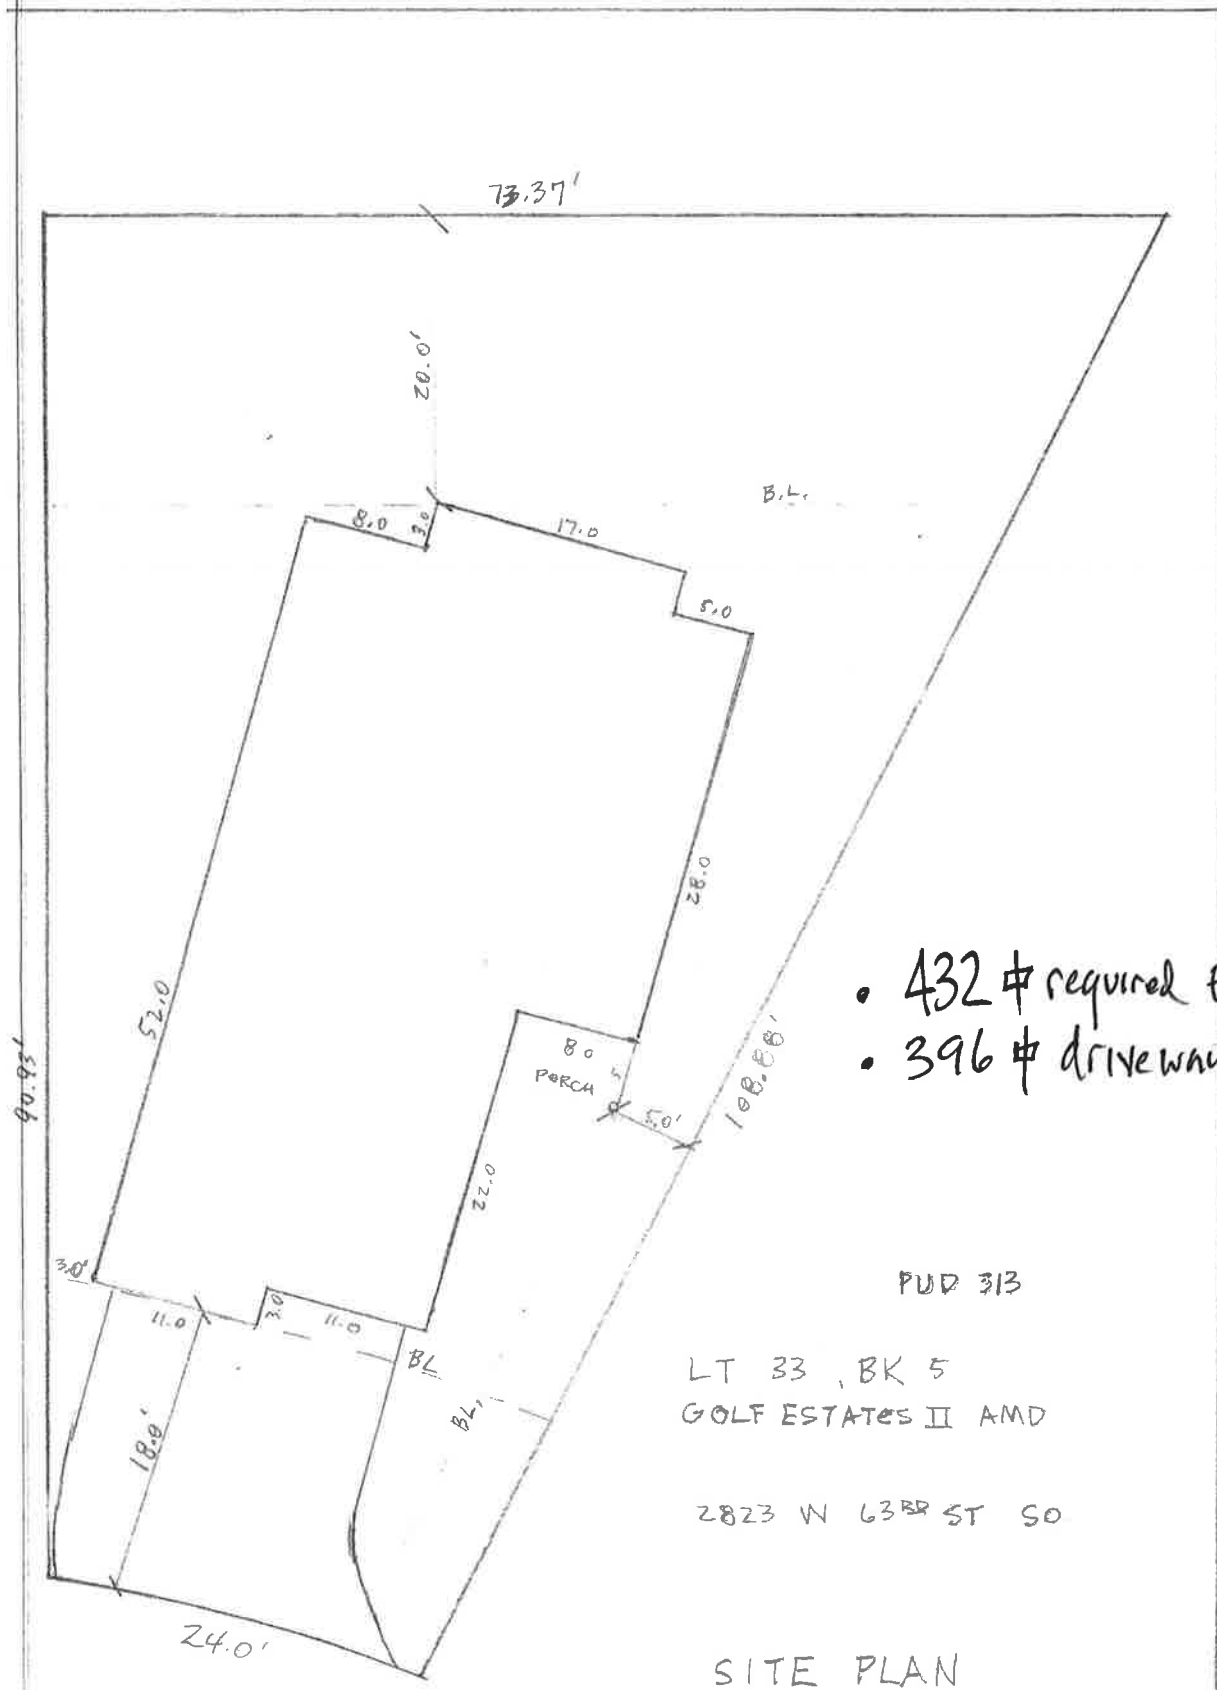 73.37'
20.0'
B.L.
8.0
3.0
17.0
5.0
28.0
52.0
90.93'
• 432 ⌗ required
• 396 ⌗ driveway
8 0
PORCH
5
5.0'
108.88'
22.0
3.0'
11.0
3.0
11.0
BL
BL,
18.0'
24.0'
PUD 313
LT 33 , BK 5
GOLF ESTATES II AMD
2823 W 63RD ST SO
SITE PLAN